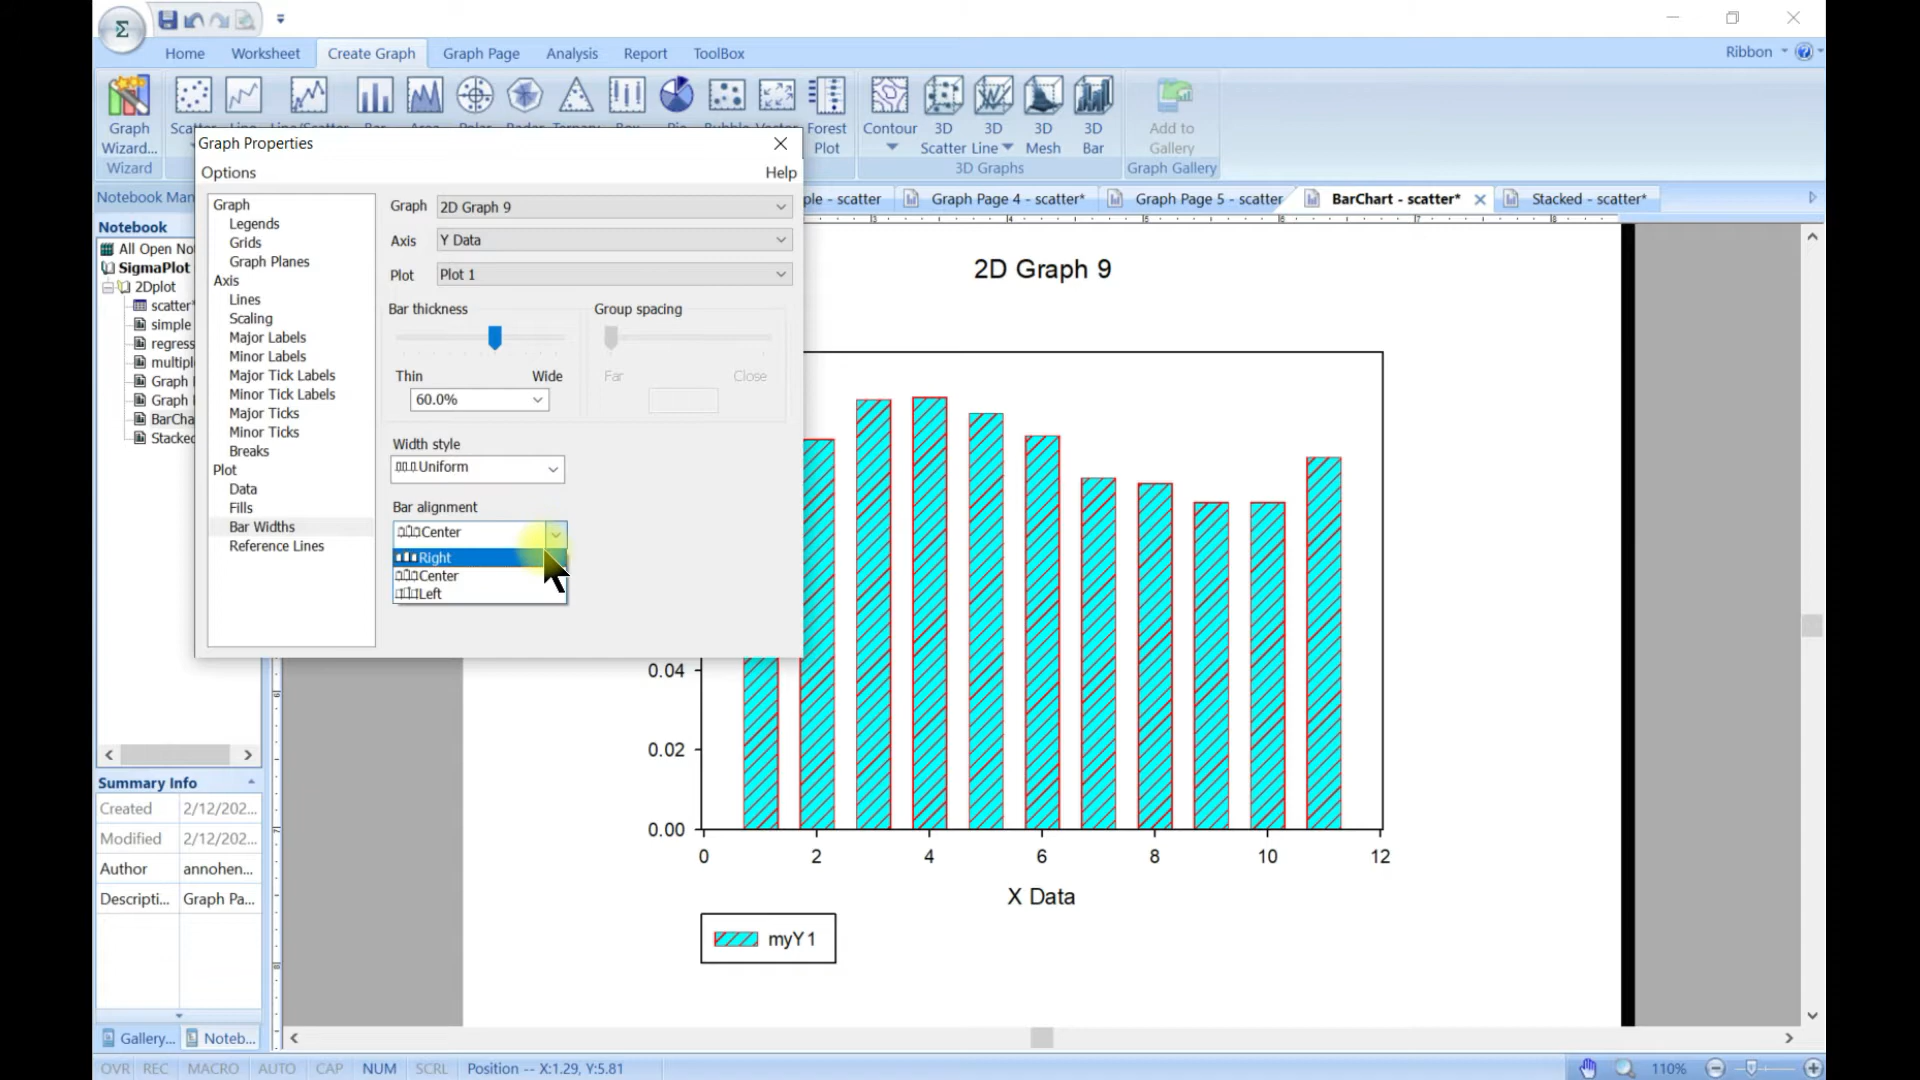 Σ
Home Worksheet Create Graph Graph Page Analysis Report ToolBox Ribbon
Graph Wizard...
Forest Plot
Contour
3D Scatter
3D Line
3D Mesh
3D Bar
Add to Gallery
Wizard
3D Graphs
Graph Gallery
Graph Properties
Options
Help
Notebook Man
ple - scatter
Graph Page 4 - scatter*
Graph Page 5 - scatter
BarChart - scatter*
Stacked - scatter*
Notebook
All Open No
SigmaPlot
2Dplot
scatter*
simple
regress
multipl
Graph
Graph
BarCha
Stacked
Graph
Legends
Grids
Graph Planes
Axis
Lines
Scaling
Major Labels
Minor Labels
Major Tick Labels
Minor Tick Labels
Major Ticks
Minor Ticks
Breaks
Plot
Data
Fills
Bar Widths
Reference Lines
Graph 2D Graph 9
Axis Y Data
Plot Plot 1
Bar thickness
Thin Wide
60.0%
Group spacing
Far Close
Width style
Uniform
Bar alignment
Center
Right
Center
Left
2D Graph 9
0.04
0.02
0.00
0 2 4 6 8 10 12
X Data
myY1
Summary Info
Created 2/12/202...
Modified 2/12/202...
Author annohen...
Descripti... Graph Pa...
Gallery... Noteb...
OVR REC MACRO AUTO CAP NUM SCRL Position -- X:1.29, Y:5.81 110%